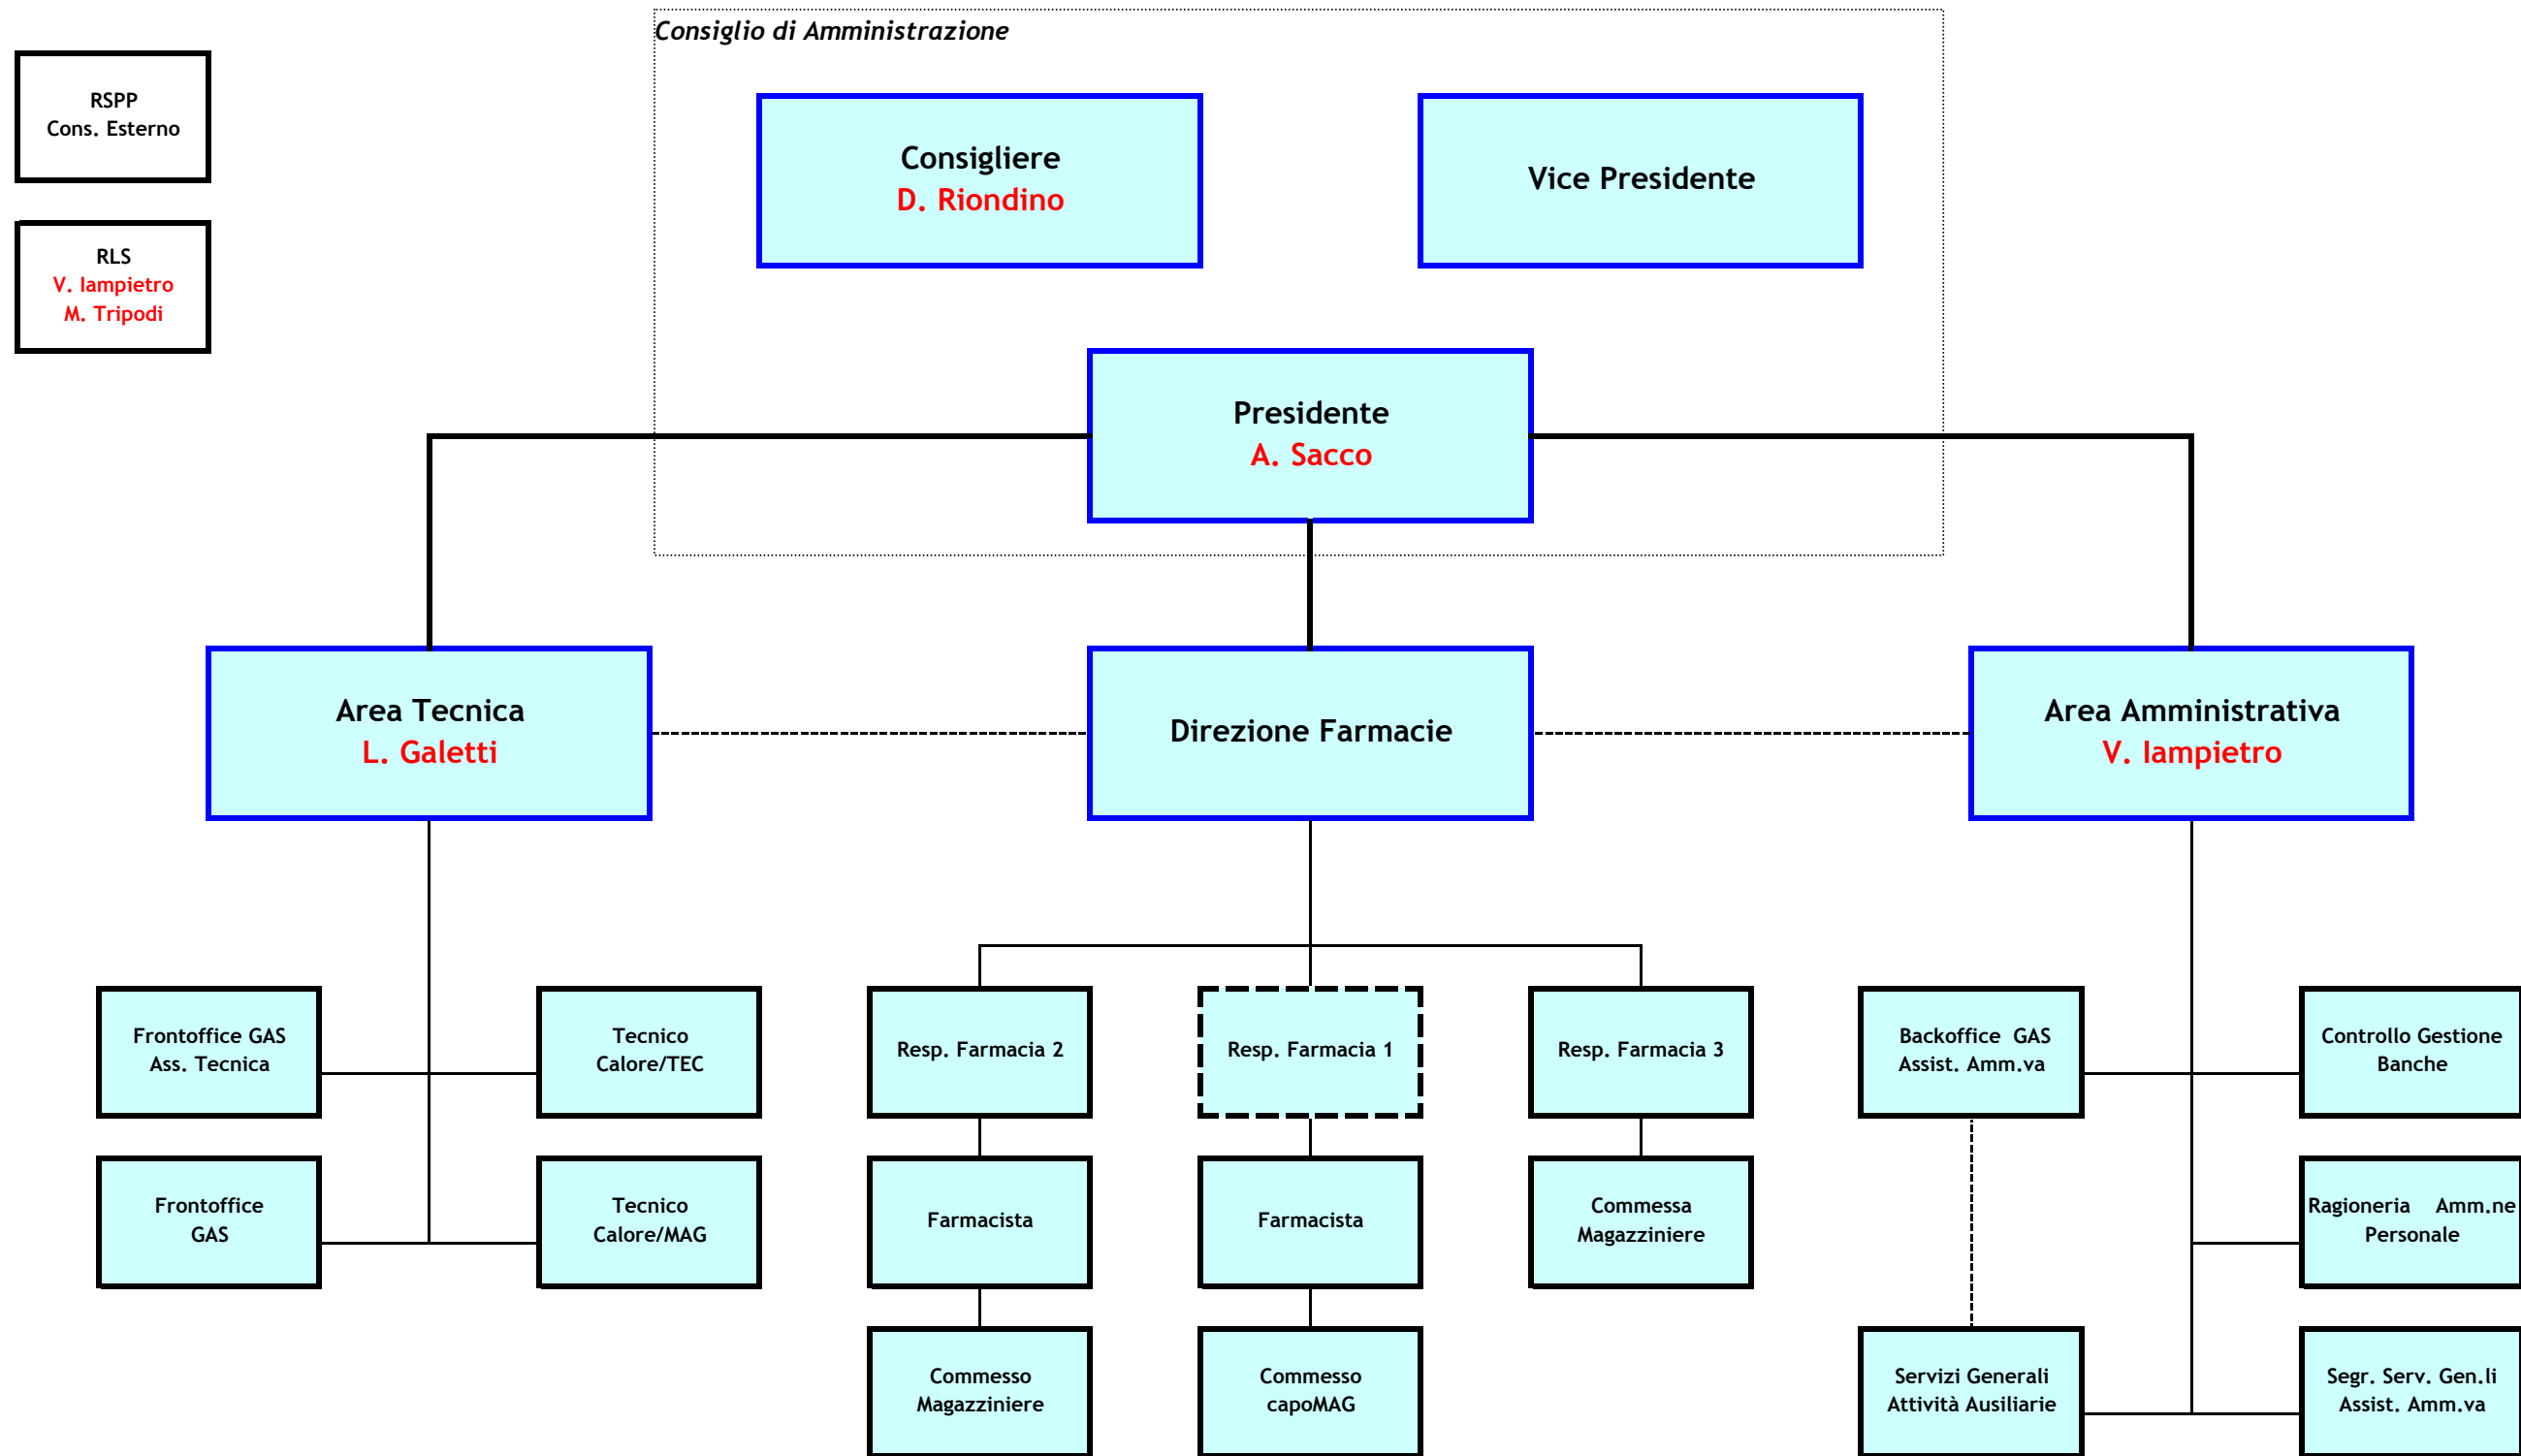 Consiglio di Amministrazione
RSPP
Cons. Esterno
RLS
V. Iampietro
M. Tripodi
Consigliere
D. Riondino
Vice Presidente
Presidente
A. Sacco
Area Tecnica
L. Galetti
Direzione Farmacie
Area Amministrativa
V. Iampietro
Frontoffice GAS
Ass. Tecnica
Tecnico
Calore/TEC
Resp. Farmacia 2
Resp. Farmacia 1
Resp. Farmacia 3
Backoffice GAS
Assist. Amm.va
Controllo Gestione
Banche
Frontoffice
GAS
Tecnico
Calore/MAG
Farmacista
Farmacista
Commessa
Magazziniere
Ragioneria Amm.ne
Personale
Commesso
Magazziniere
Commesso
capoMAG
Servizi Generali
Attività Ausiliarie
Segr. Serv. Gen.li
Assist. Amm.va